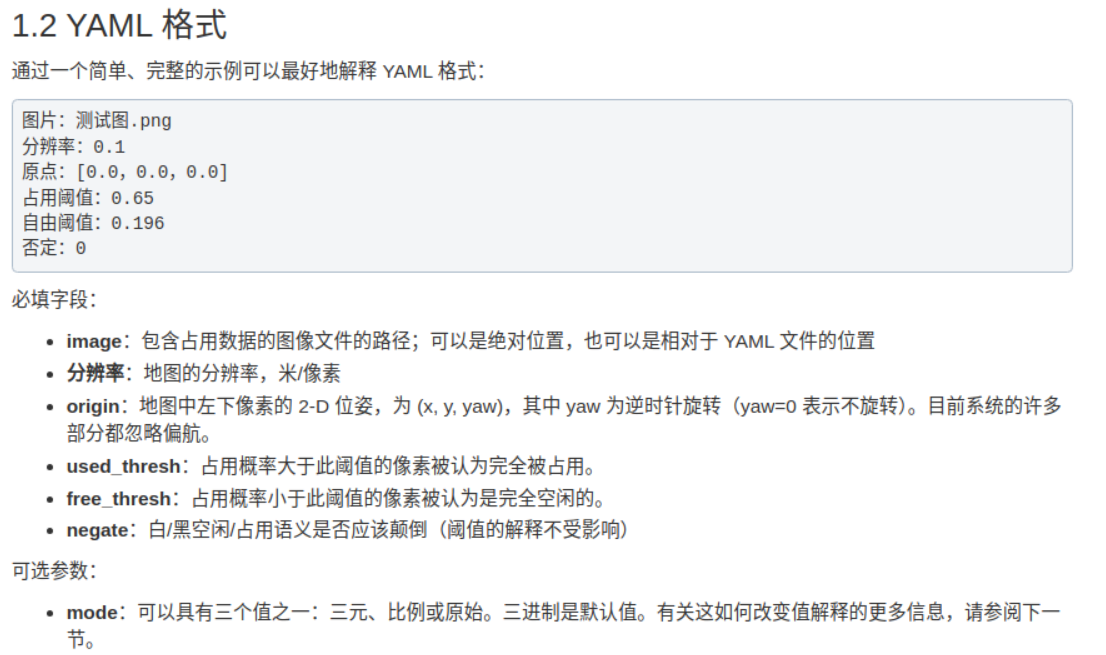 1.2 YAML 格式
通过一个简单、完整的示例可以最好地解释 YAML 格式：
图片：测试图.png
分辨率：0.1
原点：[0.0，0.0，0.0]
占用阈值：0.65
自由阈值：0.196
否定：0
必填字段：
• image：包含占用数据的图像文件的路径；可以是绝对位置，也可以是相对于 YAML 文件的位置
• 分辨率：地图的分辨率，米/像素
• origin：地图中左下像素的 2-D 位姿，为 (x, y, yaw)，其中 yaw 为逆时针旋转（yaw=0 表示不旋转）。目前系统的许多
部分都忽略偏航。
• used_thresh：占用概率大于此阈值的像素被认为完全被占用。
• free_thresh：占用概率小于此阈值的像素被认为是完全空闲的。
• negate：白/黑空闲/占用语义是否应该颠倒（阈值的解释不受影响）
可选参数：
• mode：可以具有三个值之一：三元、比例或原始。三进制是默认值。有关这如何改变值解释的更多信息，请参阅下一
节。